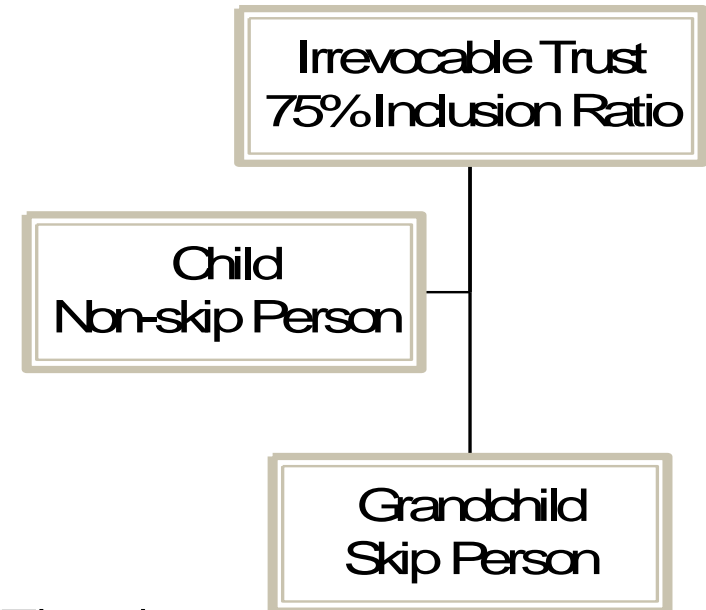 Irrevocable Trust
75% Inclusion Ratio
Child
Non-skip Person
Grandchild
Skip Person